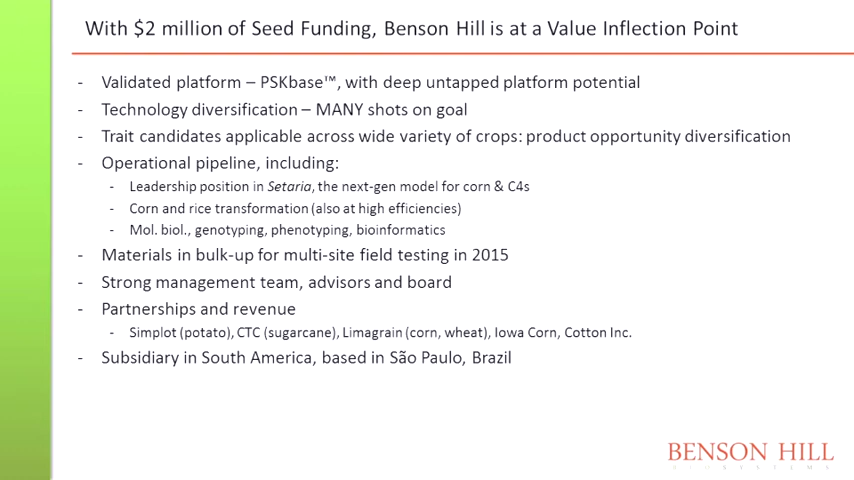 With $2 million of Seed Funding, Benson Hill is at a Value Inflection Point
- Validated platform – PSKbase™, with deep untapped platform potential
- Technology diversification – MANY shots on goal
- Trait candidates applicable across wide variety of crops: product opportunity diversification
- Operational pipeline, including:
- Leadership position in Setaria, the next-gen model for corn & C4s
- Corn and rice transformation (also at high efficiencies)
- Mol. biol., genotyping, phenotyping, bioinformatics
- Materials in bulk-up for multi-site field testing in 2015
- Strong management team, advisors and board
- Partnerships and revenue
- Simplot (potato), CTC (sugarcane), Limagrain (corn, wheat), Iowa Corn, Cotton Inc.
- Subsidiary in South America, based in São Paulo, Brazil
BENSON HILL